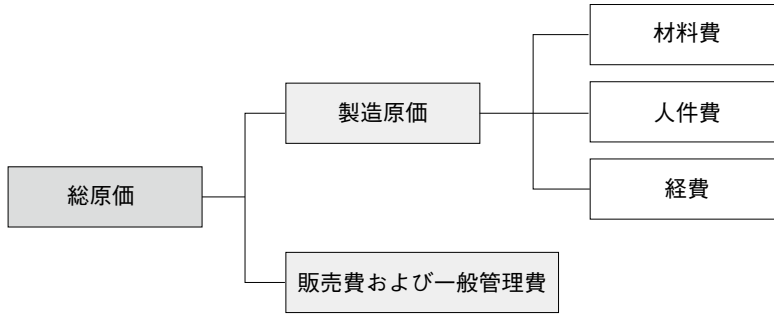 総原価
製造原価
材料費
人件費
経費
販売費および一般管理費